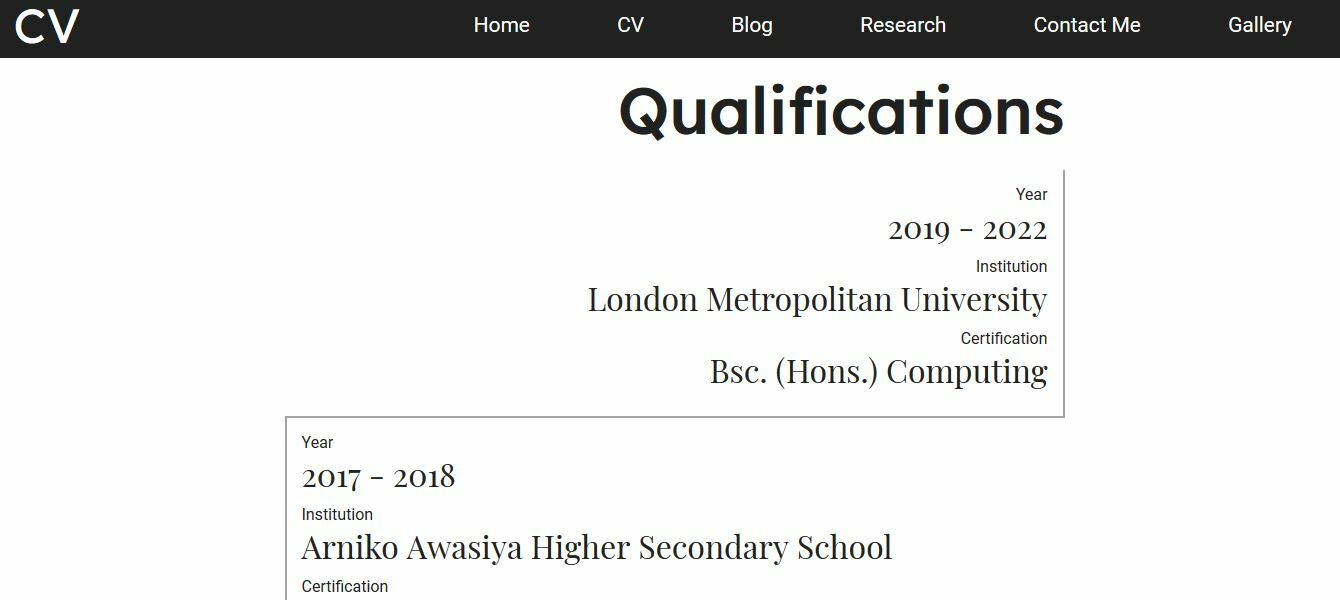 CV
Home CV Blog Research Contact Me Gallery
Qualifications
Year
2019 - 2022
Institution
London Metropolitan University
Certification
Bsc. (Hons.) Computing
Year
2017 - 2018
Institution
Arniko Awasiya Higher Secondary School
Certification